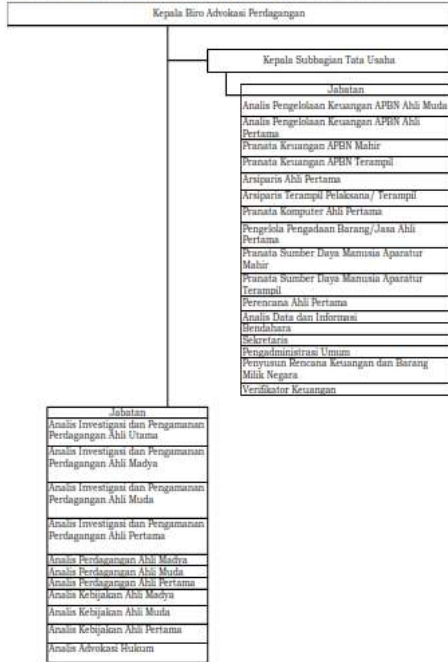 Kepala Biro Advokasi Perdagangan
Kepala Subbagian Tata Usaha
Jabatan
Analis Pengelolaan Keuangan APBN Ahli Muda
Analis Pengelolaan Keuangan APBN Ahli
Pertama
Pranata Keuangan APBN Mahir
Pranata Keuangan APBN Terampil
Arsiparis Ahli Pertama
Arsiparis Terampil Pelaksana/ Terampil
Pranata Komputer Ahli Pertama
Pengelola Pengadaan Barang/Jasa Ahli
Pertama
Pranata Sumber Daya Manusia Aparatur
Mahir
Pranata Sumber Daya Manusia Aparatur
Terampil
Perencana Ahli Pertama
Analis Data dan Informasi
Bendahara
Sekretaris
Pengadministrasi Umum
Penyusun Rencana Keuangan dan Barang
Milik Negara
Verifikator Keuangan
Jabatan
Analis Investigasi dan Pengamanan
Perdagangan Ahli Utama
Analis Investigasi dan Pengamanan
Perdagangan Ahli Madya
Analis Investigasi dan Pengamanan
Perdagangan Ahli Muda
Analis Investigasi dan Pengamanan
Perdagangan Ahli Pertama
Analis Perdagangan Ahli Madya
Analis Perdagangan Ahli Muda
Analis Perdagangan Ahli Pertama
Analis Kebijakan Ahli Madya
Analis Kebijakan Ahli Muda
Analis Kebijakan Ahli Pertama
Analis Advokasi Hukum